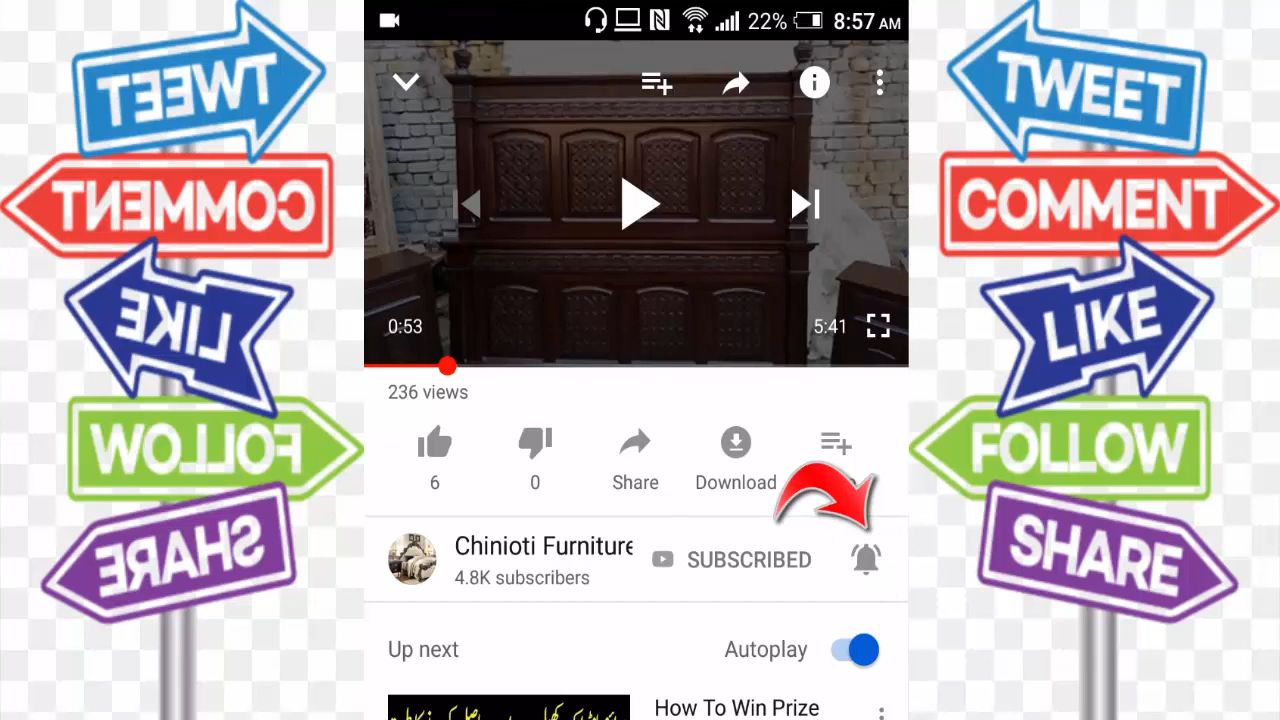 22% 8:57 AM
TWEET
COMMENT
LIKE
FOLLOW
SHARE
0:53
5:41
236 views
6
0
Share
Download
Chinioti Furniture
4.8K subscribers
SUBSCRIBED
Up next
Autoplay
How To Win Prize
TWEET
COMMENT
LIKE
FOLLOW
SHARE